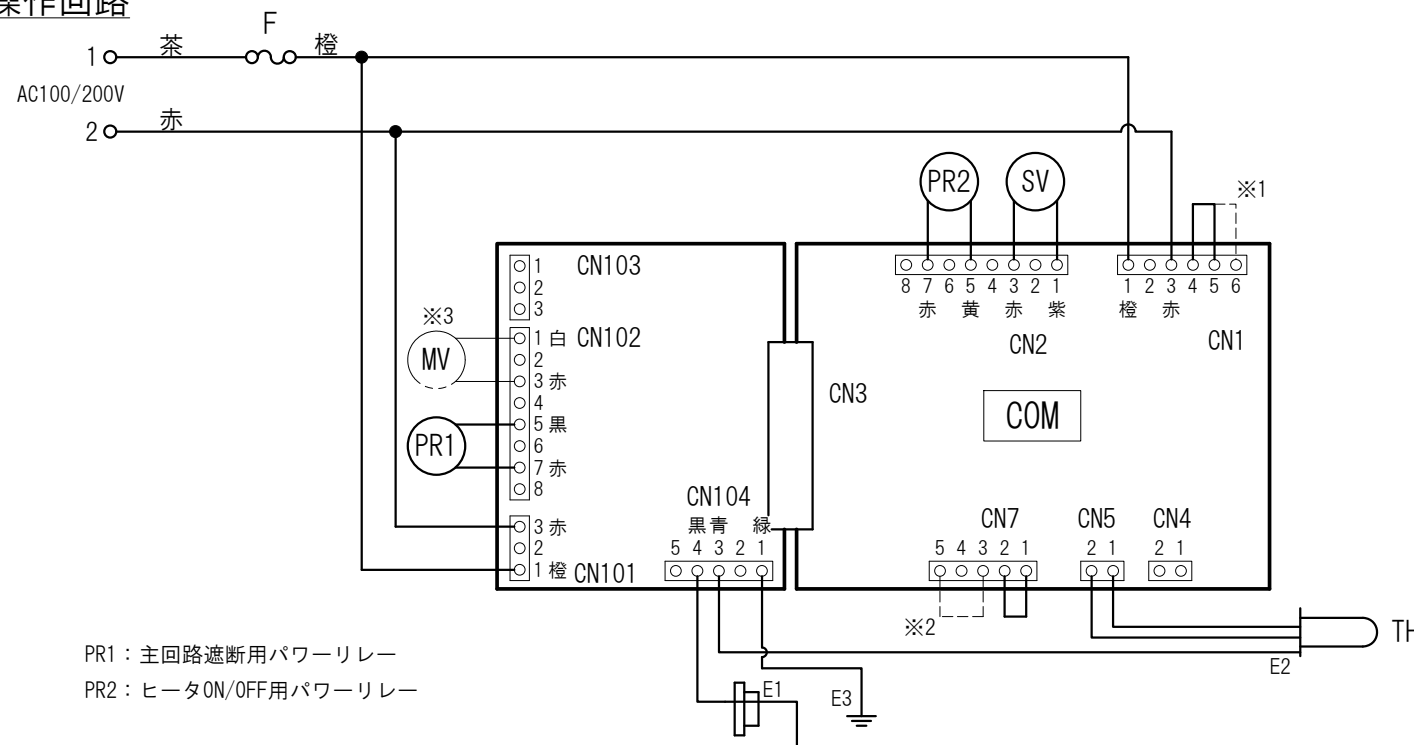 操作回路
F
1 茶 橙
AC100/200V
2 赤
PR2 SV ※1
CN103
1
2
3
8 7 6 5 4 3 2 1
赤 黄 赤 紫
CN2
1 2 3 4 5 6
橙 赤
CN1
※3
MV
CN102
1 白
2
3 赤
4
5 黒
6
7 赤
8
PR1
CN3
COM
3 赤
2
1 橙 CN101
CN104
黒 青 緑
5 4 3 2 1
CN7
5 4 3 2 1
CN5
2 1
CN4
2 1
※2
TH
E2
PR1：主回路遮断用パワーリレー
PR2：ヒータON/OFF用パワーリレー
E1
E3